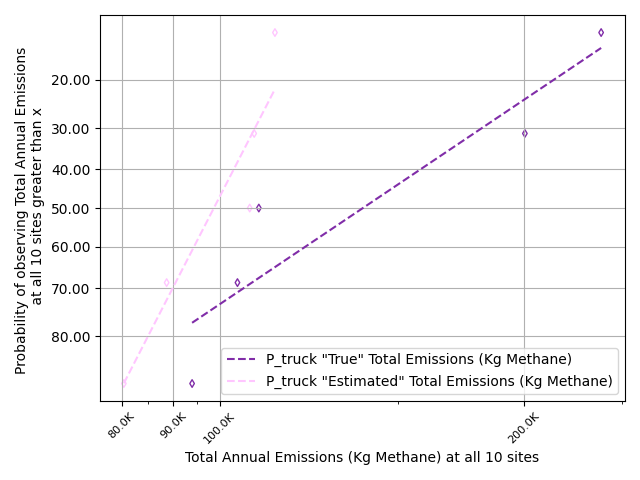 Probability of observing Total Annual Emissions
at all 10 sites greater than x
20.00
30.00
40.00
50.00
60.00
70.00
80.00
P_truck "True" Total Emissions (Kg Methane)
P_truck "Estimated" Total Emissions (Kg Methane)
80.0K
90.0K
100.0K
200.0K
Total Annual Emissions (Kg Methane) at all 10 sites